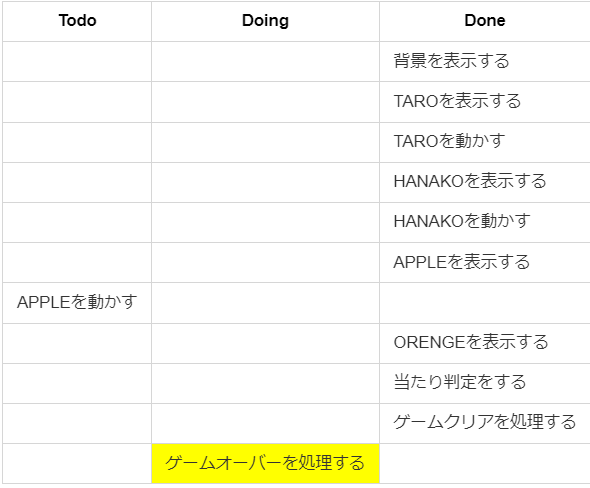 Todo Doing Done
背景を表示する
TAROを表示する
TAROを動かす
HANAKOを表示する
HANAKOを動かす
APPLEを表示する
APPLEを動かす
ORENGEを表示する
当たり判定をする
ゲームクリアを処理する
ゲームオーバーを処理する